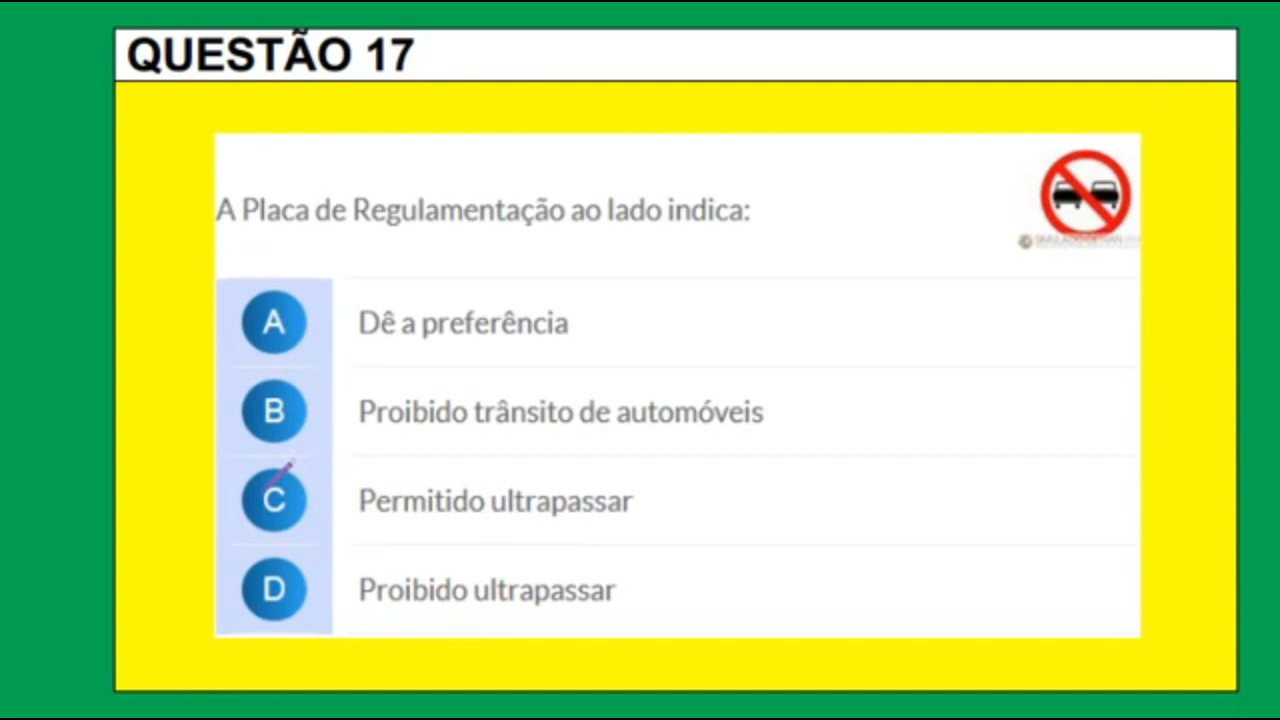 QUESTÃO 17
A Placa de Regulamentação ao lado indica:
A Dê a preferência
B Proibido trânsito de automóveis
C Permitido ultrapassar
D Proibido ultrapassar